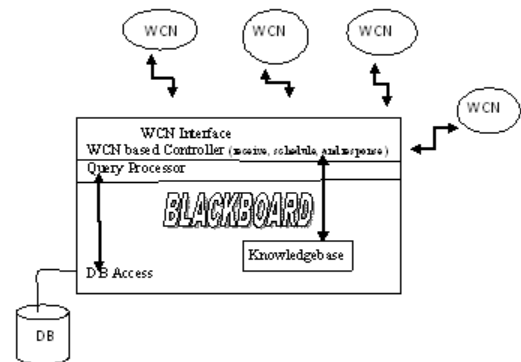 WCN
WCN
WCN
WCN
WCN Interface
WCN based Controller (receive, schedule, and response)
Query Processor
BLACKBOARD
Knowledgebase
DB Access
DB